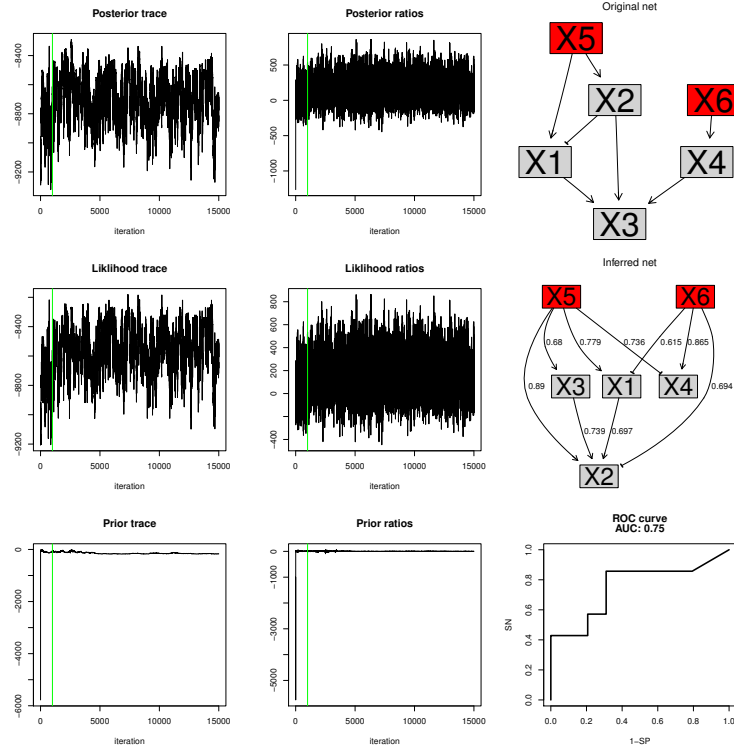 Posterior trace
-9200
-8800
-8400
0
5000
10000
15000
iteration
Posterior ratios
-1000
-500
0
500
0
5000
10000
15000
iteration
Original net
X5
X2
X6
X1
X4
X3
Liklihood trace
-9200
-8800
-8400
0
5000
10000
15000
iteration
Liklihood ratios
-400
0
200
400
600
800
0
5000
10000
15000
iteration
Inferred net
X5
X6
0.68
0.779
0.736
0.615
0.865
0.89
X3
X1
X4
0.694
0.739
0.697
X2
Prior trace
-6000
-4000
-2000
0
0
5000
10000
15000
iteration
Prior ratios
-5000
-3000
-1000
0
0
5000
10000
15000
iteration
ROC curve
AUC: 0.75
SN
0.0
0.2
0.4
0.6
0.8
1.0
0.0
0.2
0.4
0.6
0.8
1.0
1-SP